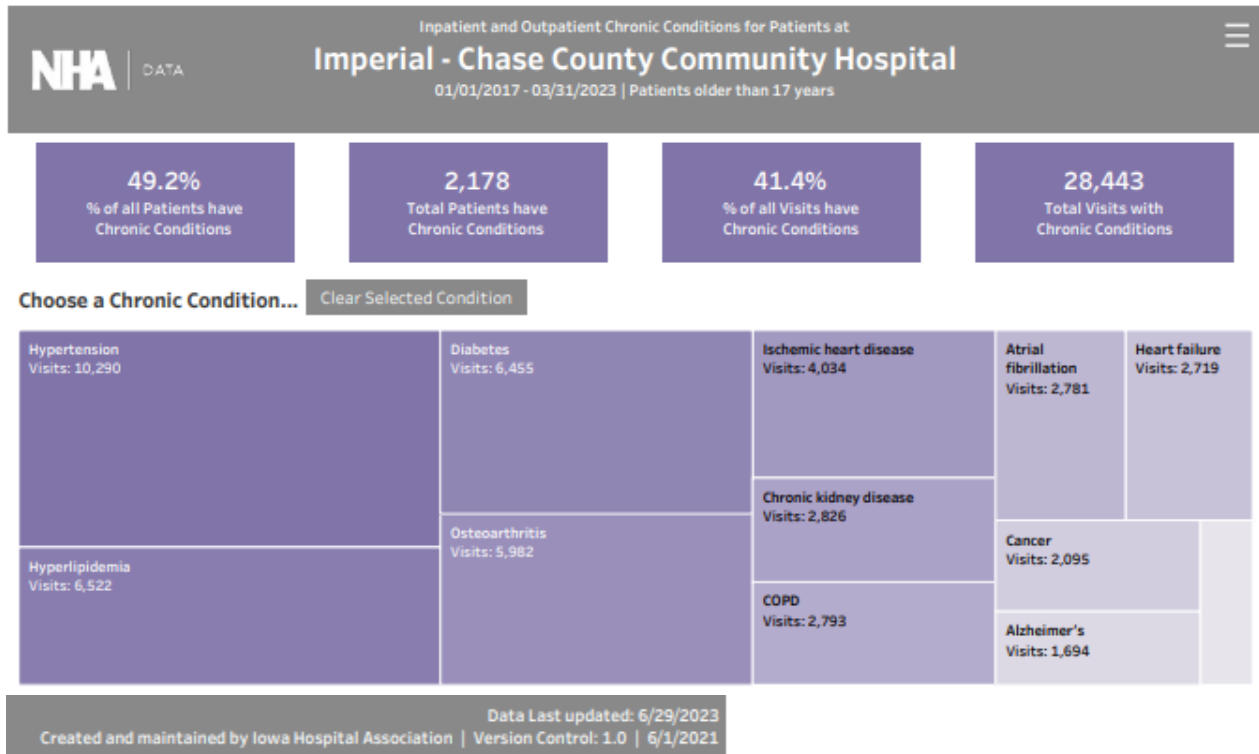 Inpatient and Outpatient Chronic Conditions for Patients at
NHA DATA
Imperial - Chase County Community Hospital
01/01/2017 - 03/31/2023 | Patients older than 17 years
49.2%
% of all Patients have
Chronic Conditions
2,178
Total Patients have
Chronic Conditions
41.4%
% of all Visits have
Chronic Conditions
28,443
Total Visits with
Chronic Conditions
Choose a Chronic Condition...
Clear Selected Condition
Hypertension
Visits: 10,290
Hyperlipidemia
Visits: 6,522
Diabetes
Visits: 6,455
Osteoarthritis
Visits: 5,982
Ischemic heart disease
Visits: 4,034
Chronic kidney disease
Visits: 2,826
COPD
Visits: 2,793
Atrial
fibrillation
Visits: 2,781
Heart failure
Visits: 2,719
Cancer
Visits: 2,095
Alzheimer's
Visits: 1,694
Data Last updated: 6/29/2023
Created and maintained by Iowa Hospital Association | Version Control: 1.0 | 6/1/2021